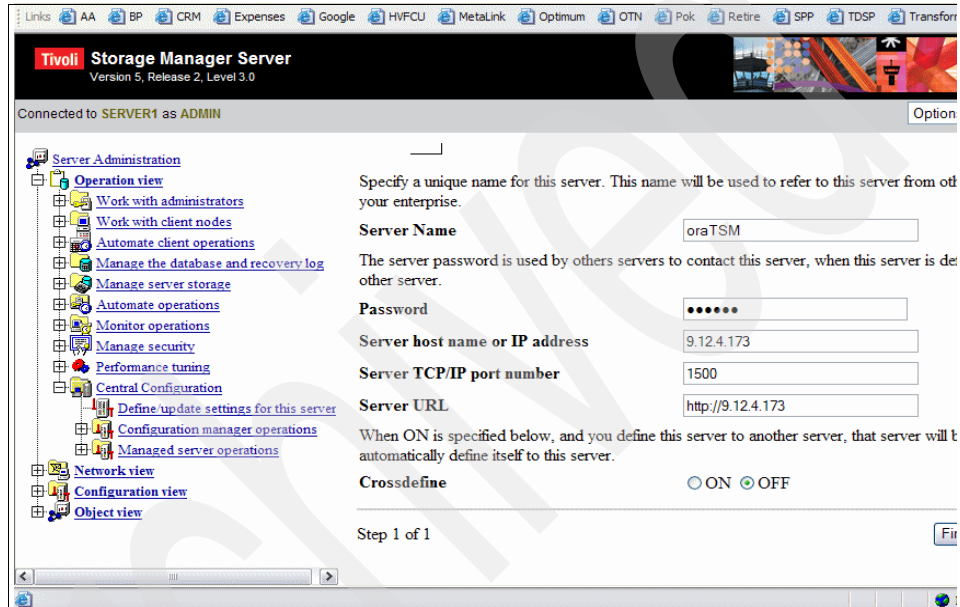 Links AA BP CRM Expenses Google HVFCU MetaLink Optimum OTN Pok Retire SPP TDSP Transform
Tivoli Storage Manager Server
Version 5, Release 2, Level 3.0
Connected to SERVER1 as ADMIN
Options
Server Administration
Operation view
Work with administrators
Work with client nodes
Automate client operations
Manage the database and recovery log
Manage server storage
Automate operations
Monitor operations
Manage security
Performance tuning
Central Configuration
Define/update settings for this server
Configuration manager operations
Managed server operations
Network view
Configuration view
Object view
Specify a unique name for this server. This name will be used to refer to this server from oth
your enterprise.
Server Name oraTSM
The server password is used by others servers to contact this server, when this server is def
other server.
Password ●●●●●●
Server host name or IP address 9.12.4.173
Server TCP/IP port number 1500
Server URL http://9.12.4.173
When ON is specified below, and you define this server to another server, that server will b
automatically define itself to this server.
Crossdefine ON OFF
Step 1 of 1
Fin